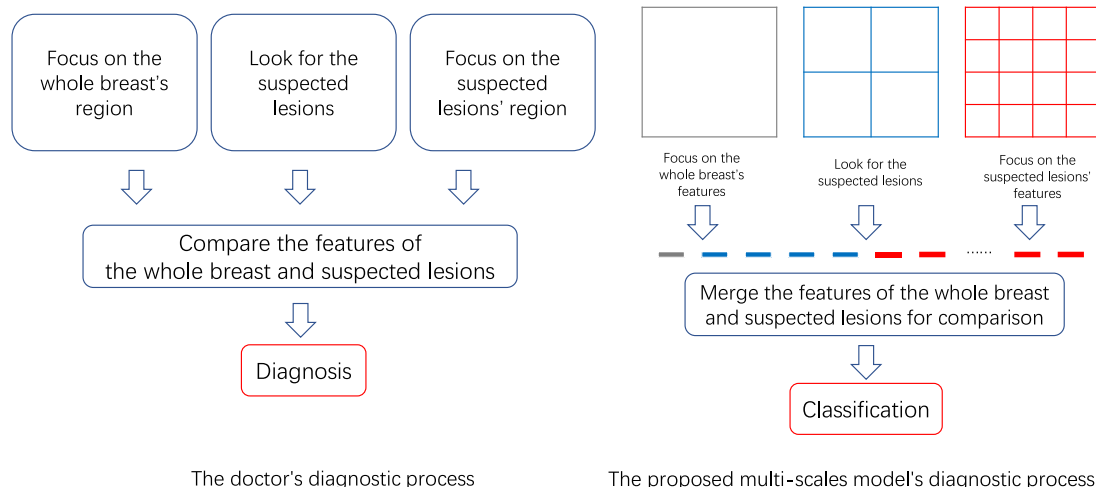 Focus on the
whole breast's
region
Look for the
suspected
lesions
Focus on the
suspected
lesions' region
Compare the features of
the whole breast and suspected lesions
Diagnosis
The doctor's diagnostic process
Focus on the
whole breast's
features
Look for the
suspected lesions
Focus on the
suspected lesions'
features
......
Merge the features of the whole breast
and suspected lesions for comparison
Classification
The proposed multi-scales model's diagnostic process